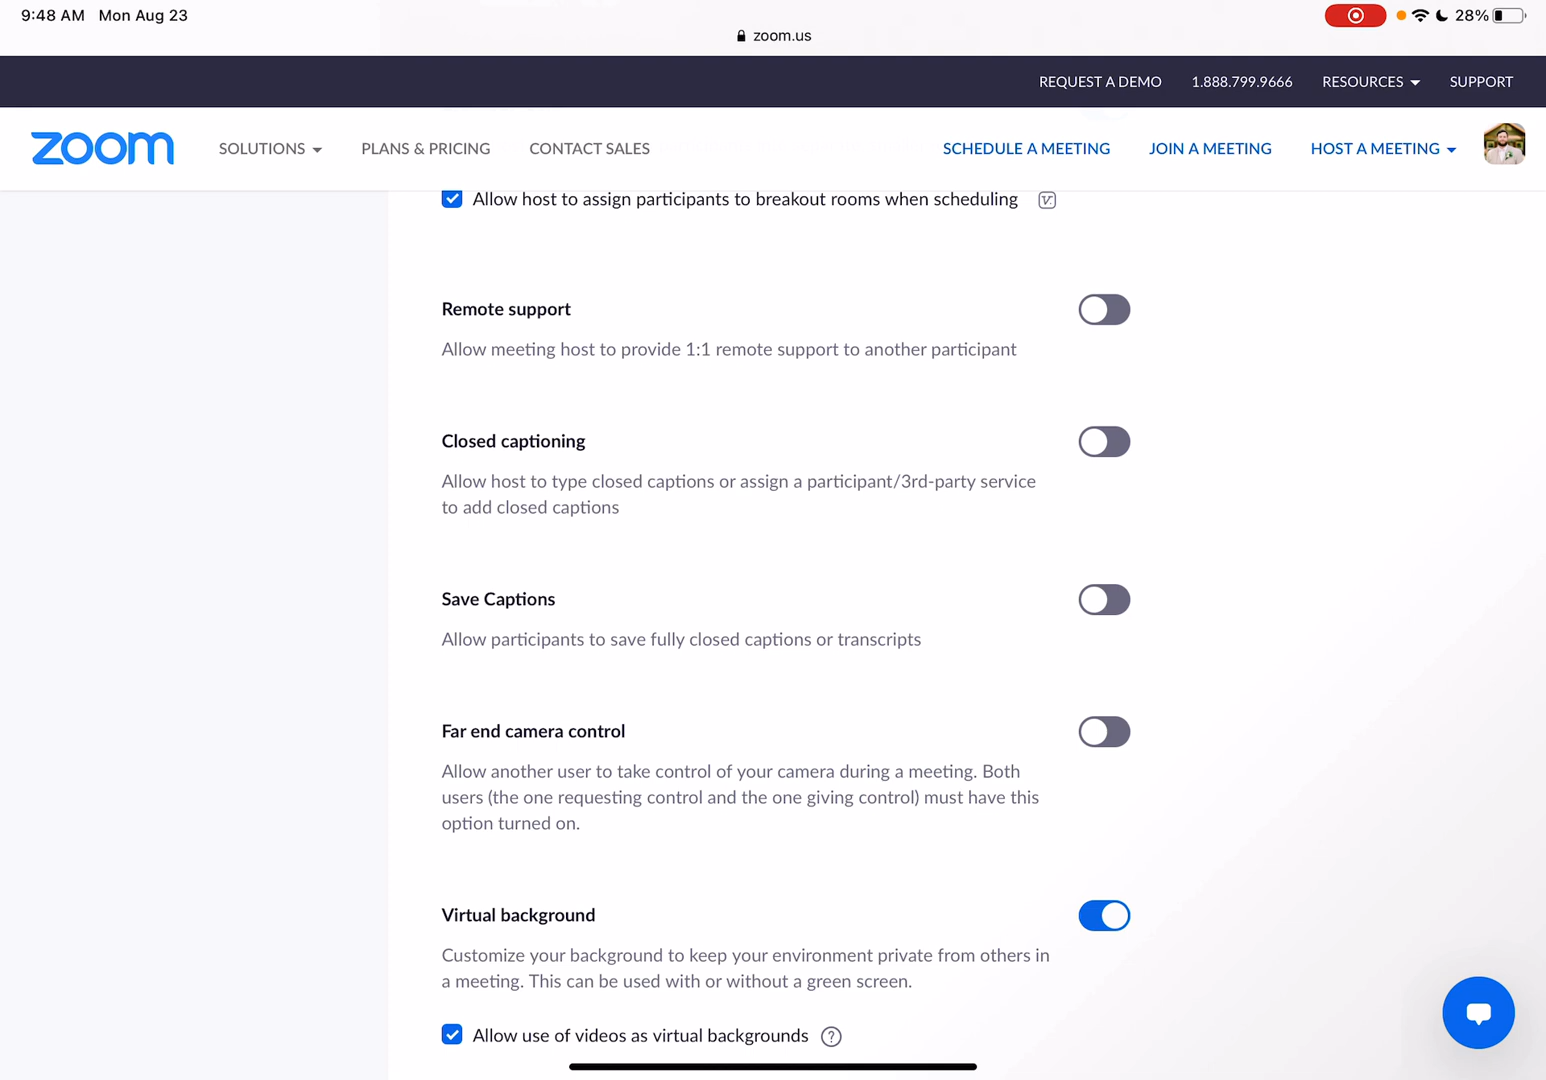 9:48 AM Mon Aug 23
28%
zoom.us
REQUEST A DEMO 1.888.799.9666 RESOURCES SUPPORT
zoom SOLUTIONS PLANS & PRICING CONTACT SALES SCHEDULE A MEETING JOIN A MEETING HOST A MEETING
Allow host to assign participants to breakout rooms when scheduling
Remote support
Allow meeting host to provide 1:1 remote support to another participant
Closed captioning
Allow host to type closed captions or assign a participant/3rd-party service
to add closed captions
Save Captions
Allow participants to save fully closed captions or transcripts
Far end camera control
Allow another user to take control of your camera during a meeting. Both
users (the one requesting control and the one giving control) must have this
option turned on.
Virtual background
Customize your background to keep your environment private from others in
a meeting. This can be used with or without a green screen.
Allow use of videos as virtual backgrounds ?